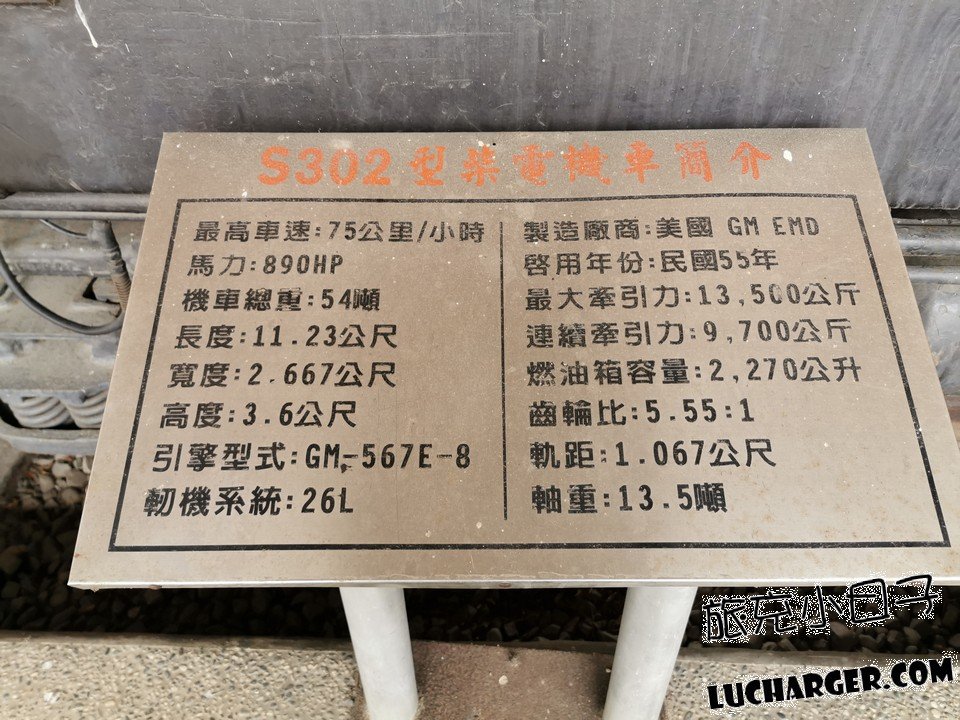 S302型柴電機車簡介
最高車速:75公里/小時
馬力:890HP
機車總重:54噸
長度:11.23公尺
寬度:2.667公尺
高度:3.6公尺
引擎型式:GM-567E-8
軔機系統:26L
製造廠商:美國 GM EMD
啓用年份:民國55年
最大牽引力:13,500公斤
連續牽引力:9,700公斤
燃油箱容量:2,270公升
齒輪比:5.55:1
軌距:1.067公尺
軸重:13.5噸
旅充小日子
LUCHARGER.COM